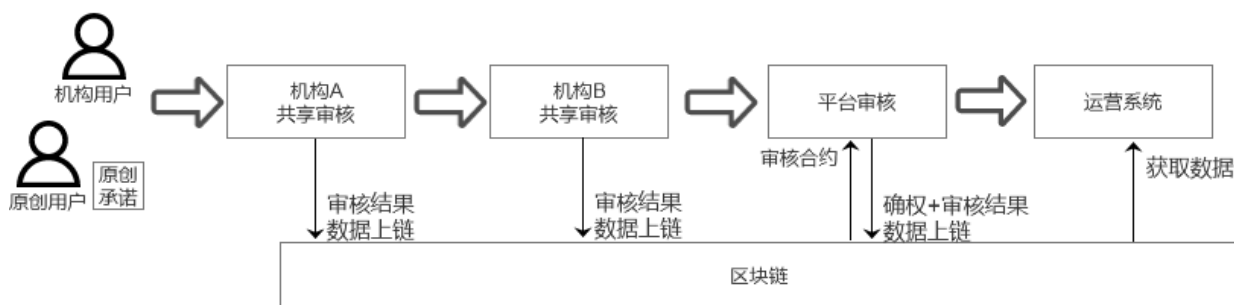 机构用户
原创用户
原创
承诺
机构A
共享审核
机构B
共享审核
平台审核
运营系统
审核结果
数据上链
审核结果
数据上链
审核合约
确权+审核结果
数据上链
获取数据
区块链